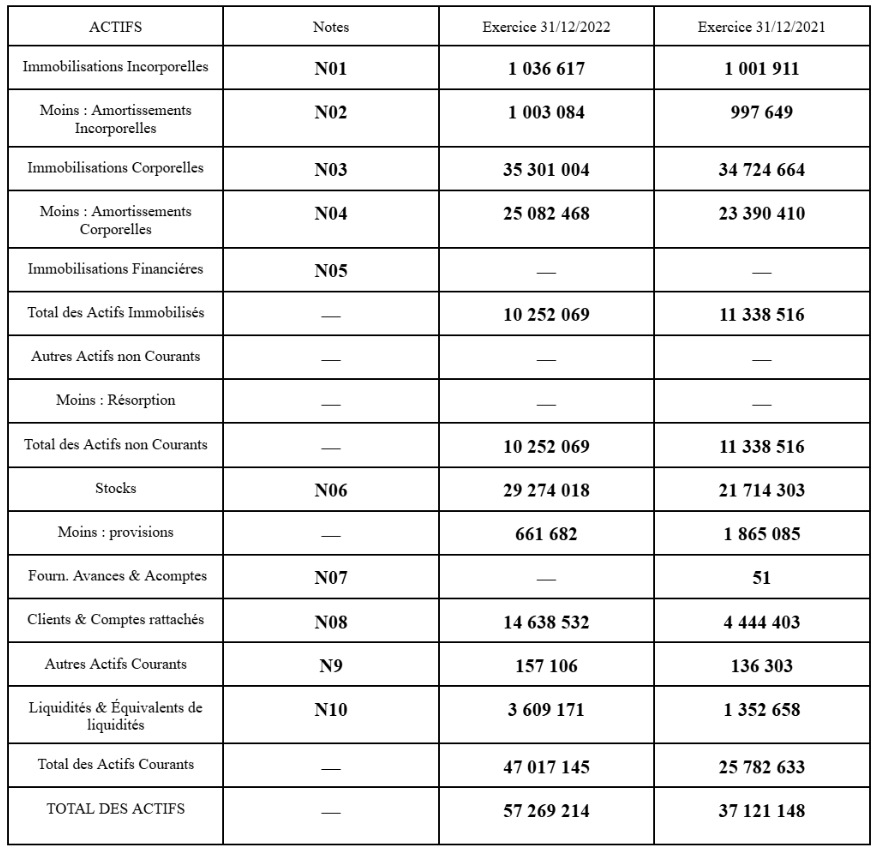 ACTIFS Notes Exercice 31/12/2022 Exercice 31/12/2021
Immobilisations Incorporelles N01 1 036 617 1 001 911
Moins : Amortissements
Incorporelles N02 1 003 084 997 649
Immobilisations Corporelles N03 35 301 004 34 724 664
Moins : Amortissements
Corporelles N04 25 082 468 23 390 410
Immobilisations Financiéres N05 — —
Total des Actifs Immobilisés — 10 252 069 11 338 516
Autres Actifs non Courants — — —
Moins : Résorption — — —
Total des Actifs non Courants — 10 252 069 11 338 516
Stocks N06 29 274 018 21 714 303
Moins : provisions — 661 682 1 865 085
Fourn. Avances & Acomptes N07 — 51
Clients & Comptes rattachés N08 14 638 532 4 444 403
Autres Actifs Courants N9 157 106 136 303
Liquidités & Équivalents de
liquidités N10 3 609 171 1 352 658
Total des Actifs Courants — 47 017 145 25 782 633
TOTAL DES ACTIFS — 57 269 214 37 121 148